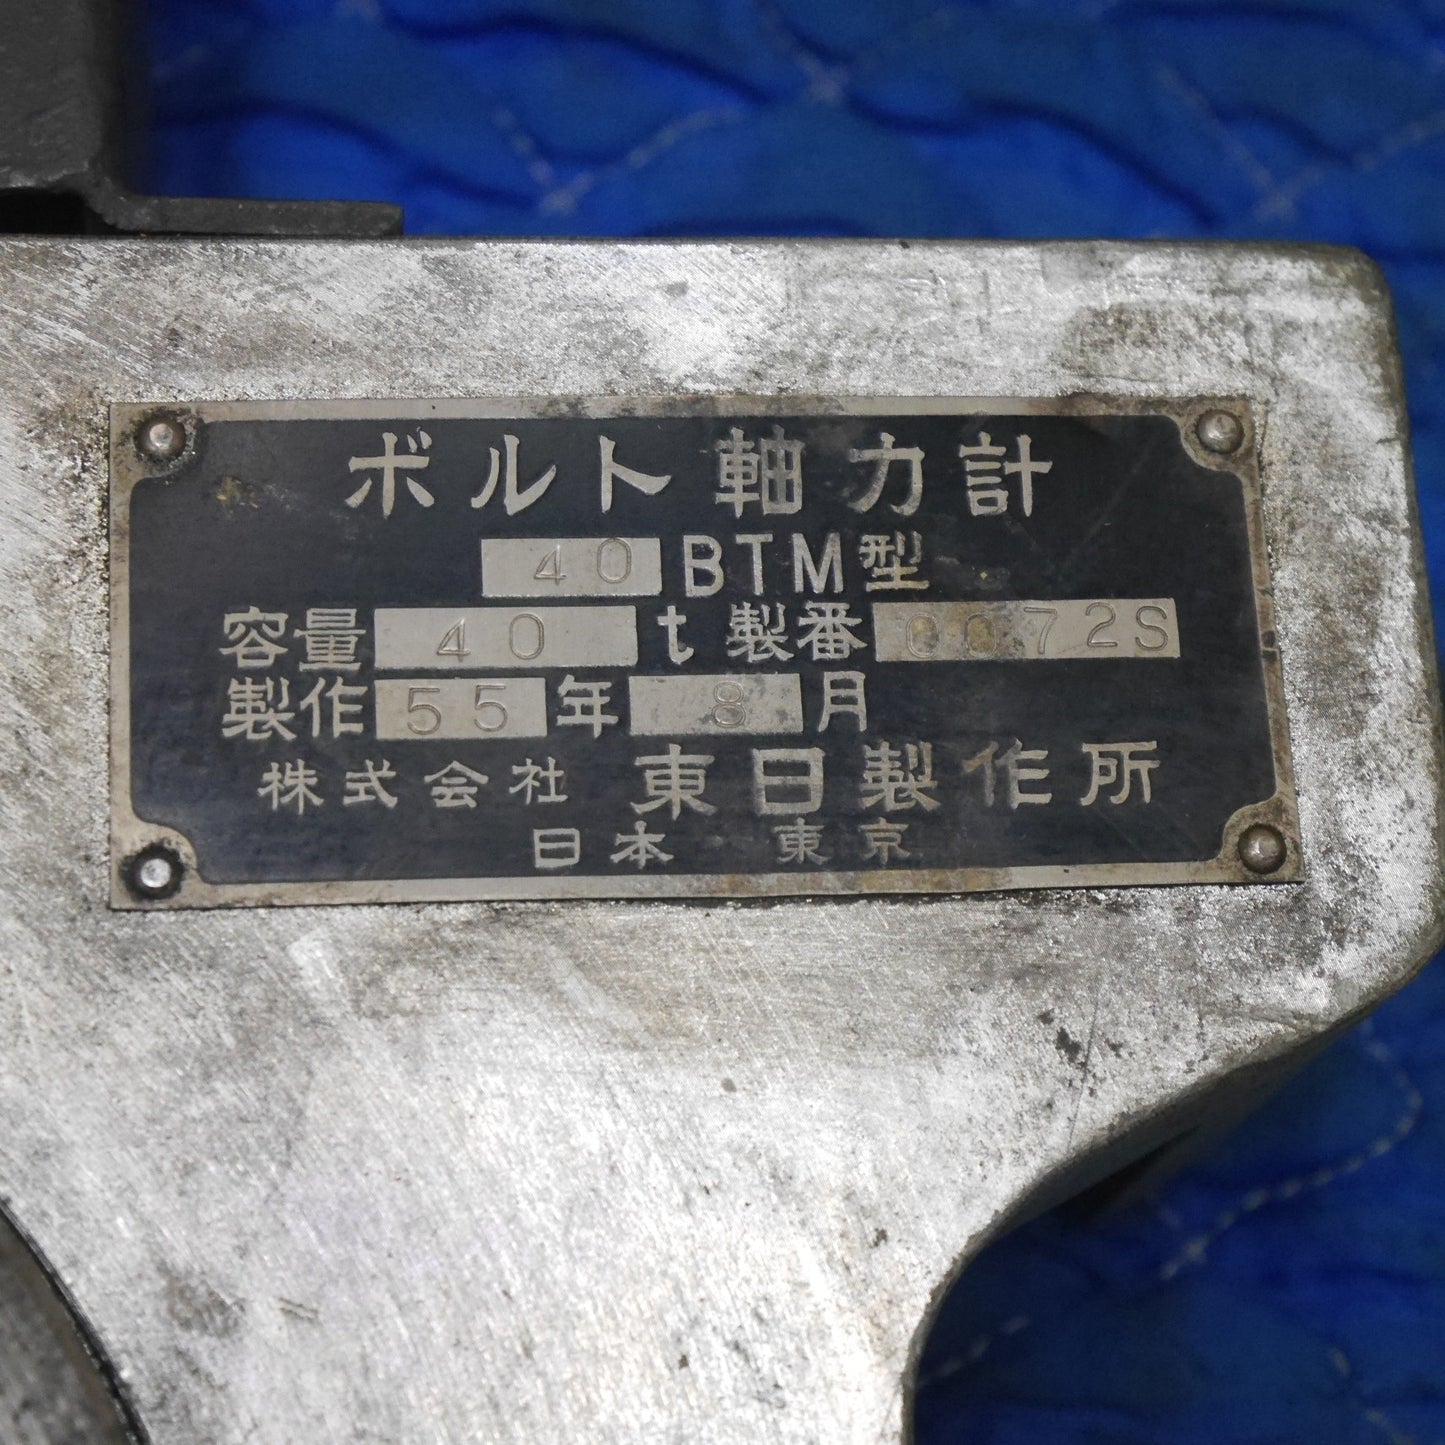 ボルト軸力計
40 BTM型
容量 40 t 製番 0072S
製作 55 年 8 月
株式会社 東日製作所
日本 東京